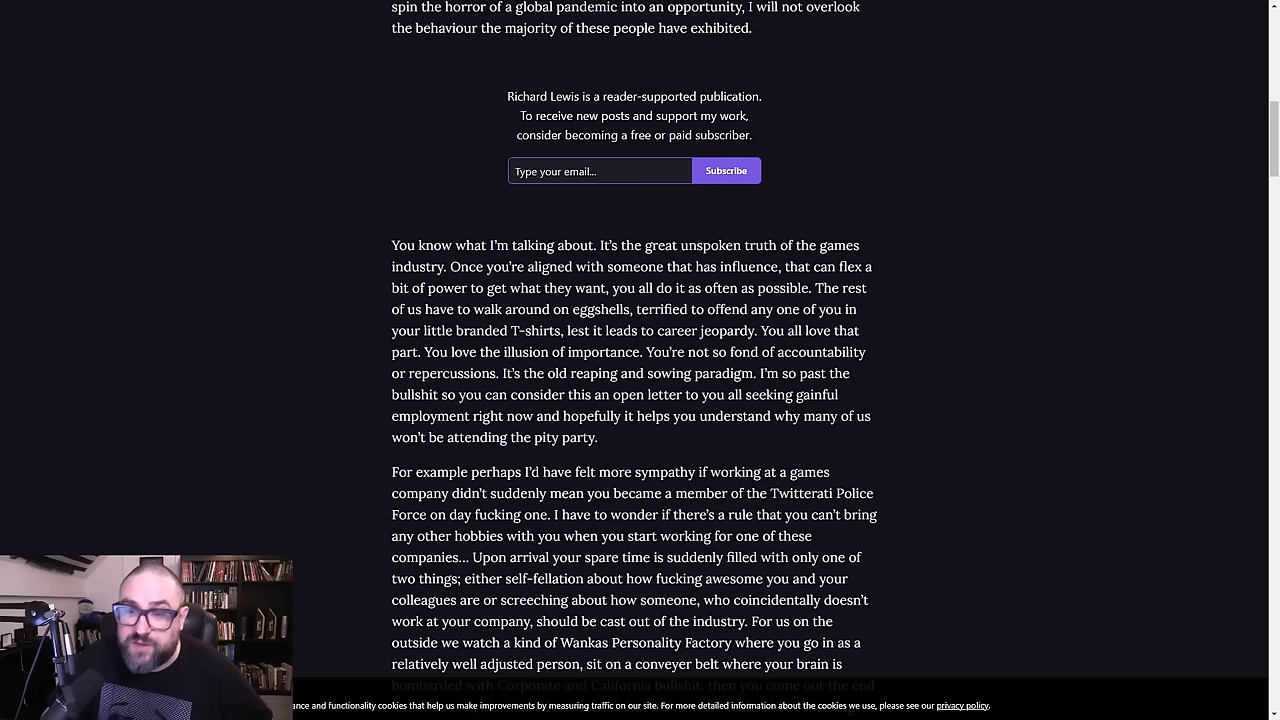 spin the horror of a global pandemic into an opportunity, I will not overlook
the behaviour the majority of these people have exhibited.
Richard Lewis is a reader-supported publication.
To receive new posts and support my work,
consider becoming a free or paid subscriber.
Type your email...
Subscribe
You know what I’m talking about. It’s the great unspoken truth of the games
industry. Once you’re aligned with someone that has influence, that can flex a
bit of power to get what they want, you all do it as often as possible. The rest
of us have to walk around on eggshells, terrified to offend any one of you in
your little branded T-shirts, lest it leads to career jeopardy. You all love that
part. You love the illusion of importance. You’re not so fond of accountability
or repercussions. It’s the old reaping and sowing paradigm. I’m so past the
bullshit so you can consider this an open letter to you all seeking gainful
employment right now and hopefully it helps you understand why many of us
won’t be attending the pity party.
For example perhaps I’d have felt more sympathy if working at a games
company didn’t suddenly mean you became a member of the Twitterati Police
Force on day fucking one. I have to wonder if there’s a rule that you can’t bring
any other hobbies with you when you start working for one of these
companies… Upon arrival your spare time is suddenly filled with only one of
two things; either self-fellation about how fucking awesome you and your
colleagues are or screeching about how someone, who coincidentally doesn’t
work at your company, should be cast out of the industry. For us on the
outside we watch a kind of Wankas Personality Factory where you go in as a
relatively well adjusted person, sit on a conveyer belt where your brain is
bombarded with Corporate and California bullshit, then you come out the end
ance and functionality cookies that help us make improvements by measuring traffic on our site. For more detailed information about the cookies we use, please see our privacy policy.